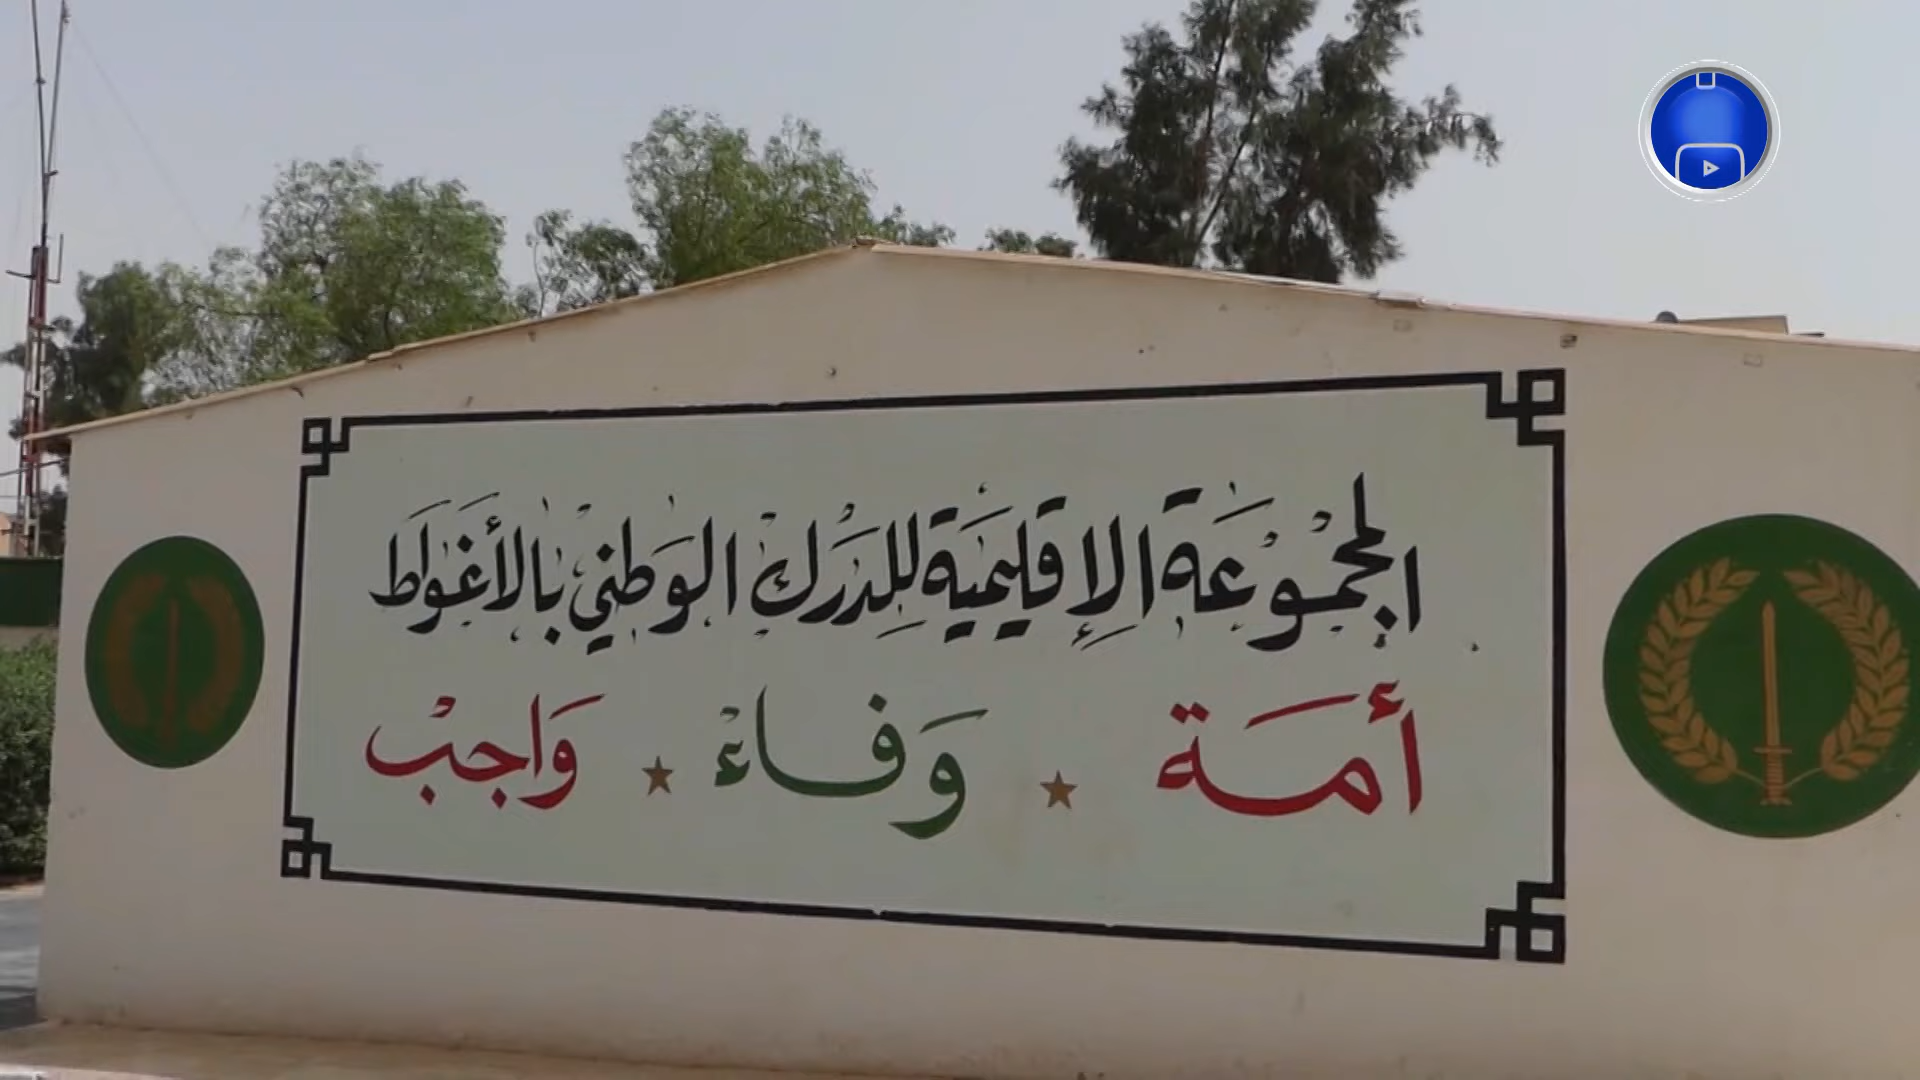 المجموعة الإقليمية للدرك الوطني بالأغواط
أمة ★ وفاء ★ واجب